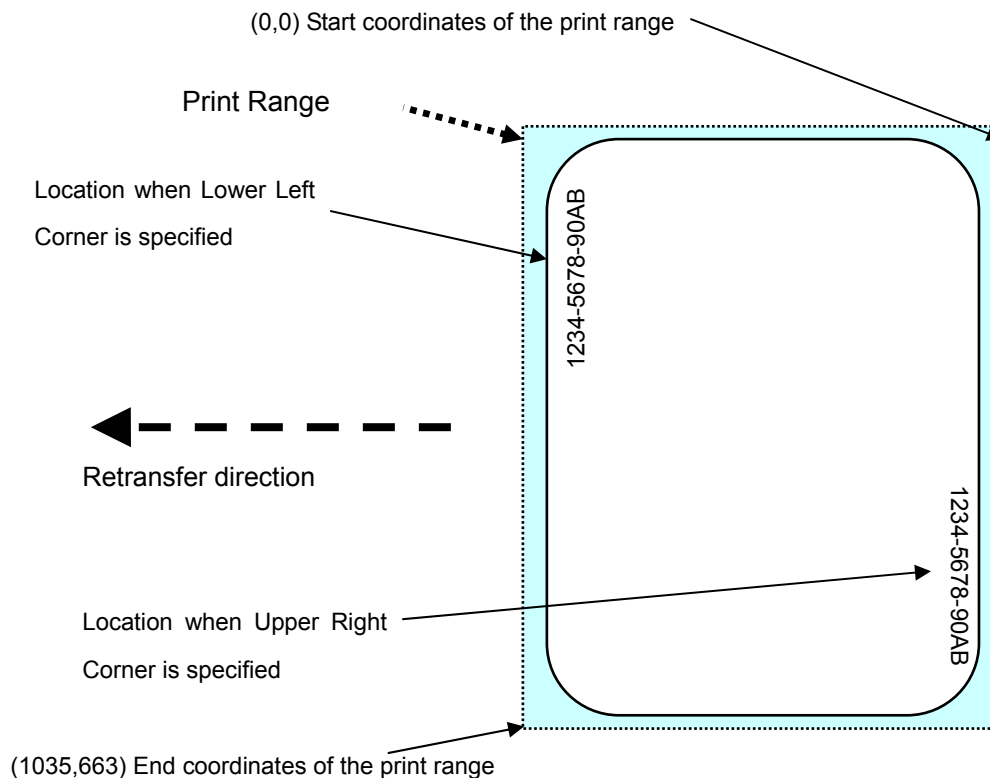 (0,0) Start coordinates of the print range
Print Range
Location when Lower Left
Corner is specified
1234-5678-90AB
Retransfer direction
1234-5678-90AB
Location when Upper Right
Corner is specified
(1035,663) End coordinates of the print range